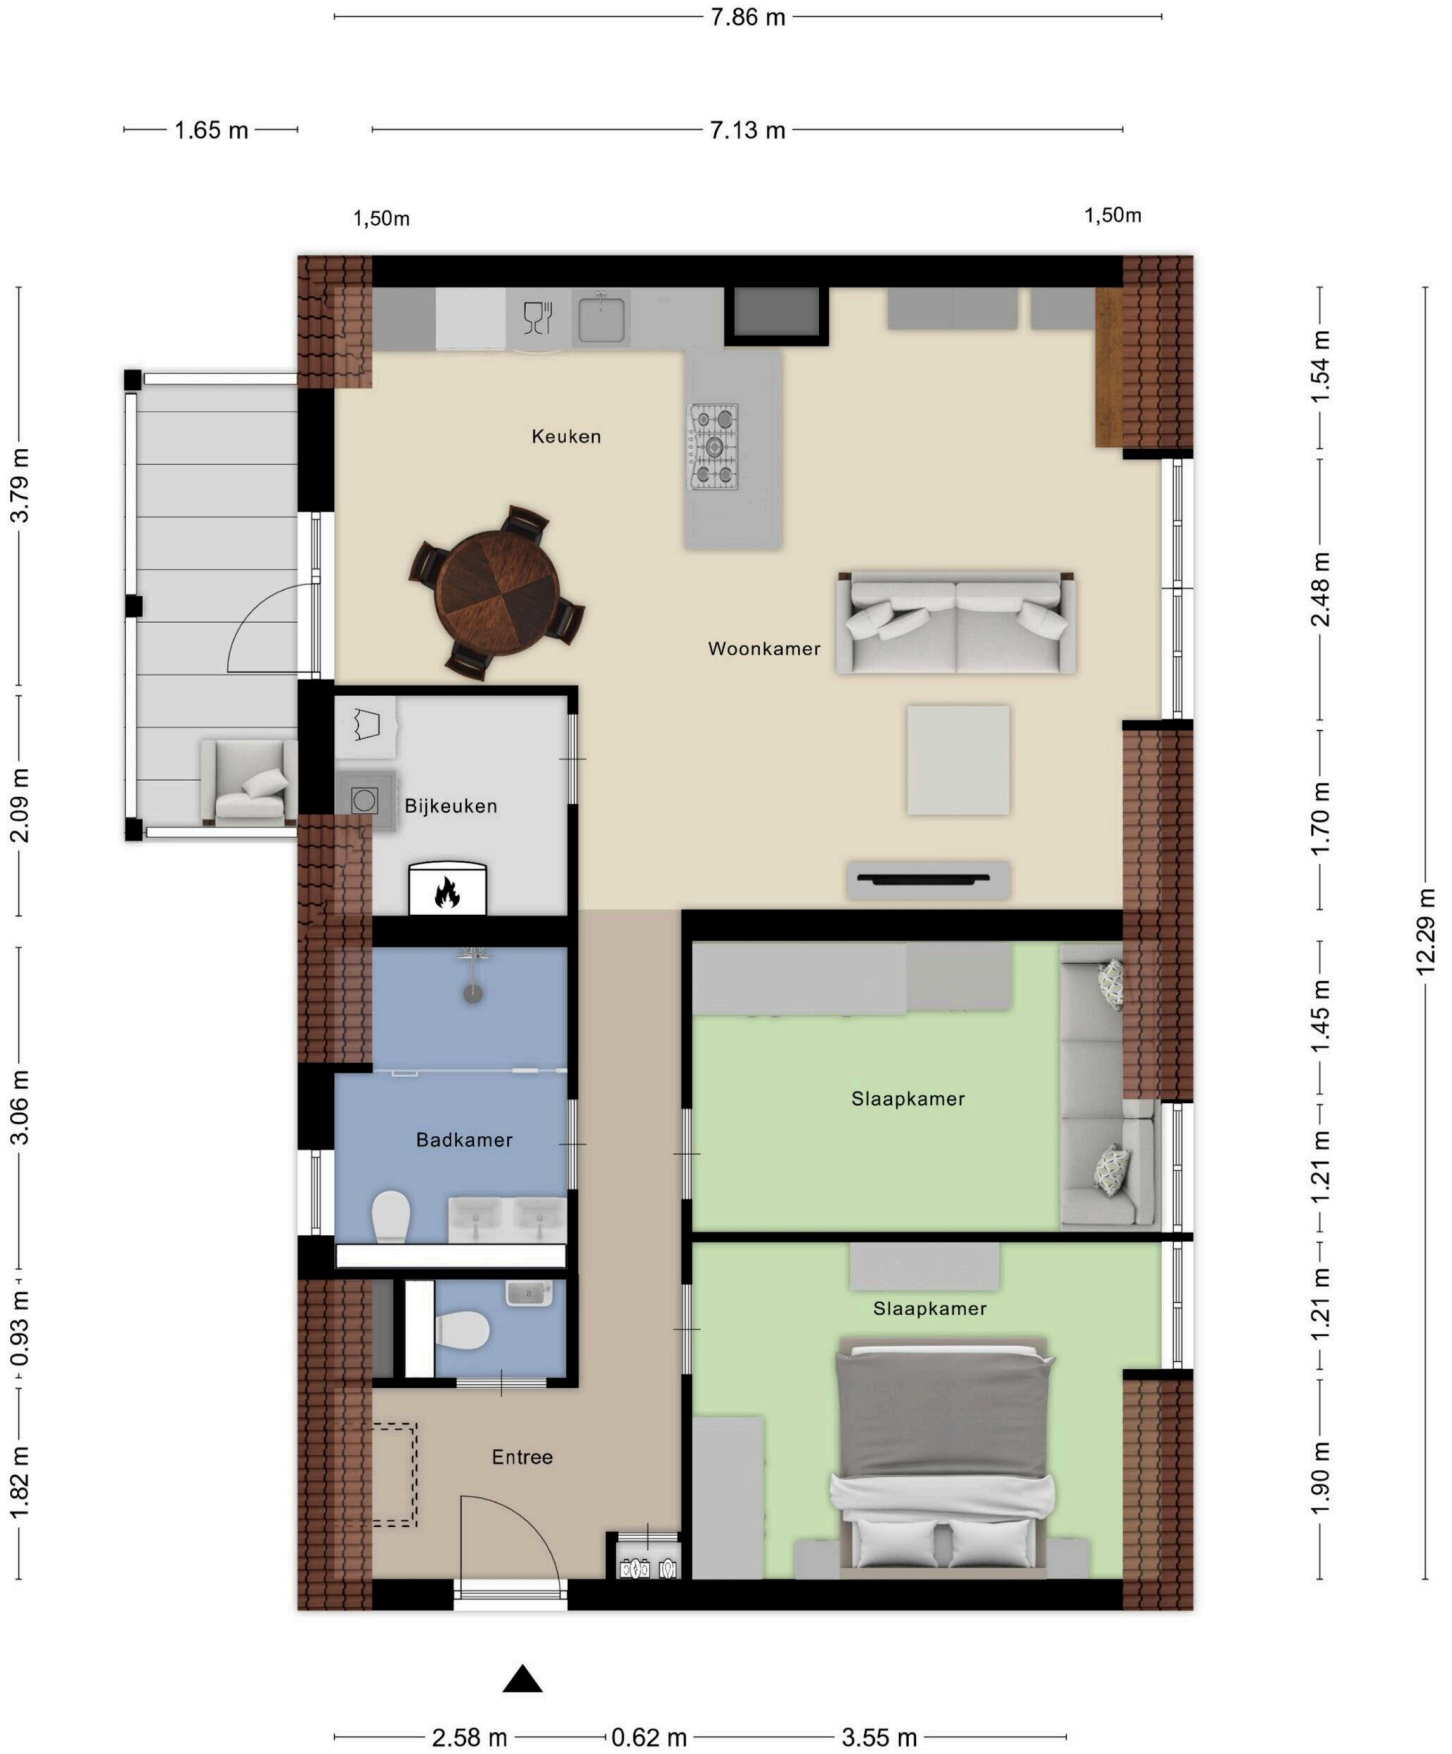 7.86 m
1.65 m
7.13 m
1,50m
1,50m
3.79 m
2.09 m
3.06 m
0.93 m
1.82 m
Keuken
Woonkamer
Bijkeuken
Badkamer
Slaapkamer
Slaapkamer
Entree
1.54 m
2.48 m
1.70 m
1.45 m
1.21 m
1.21 m
1.90 m
12.29 m
2.58 m
0.62 m
3.55 m